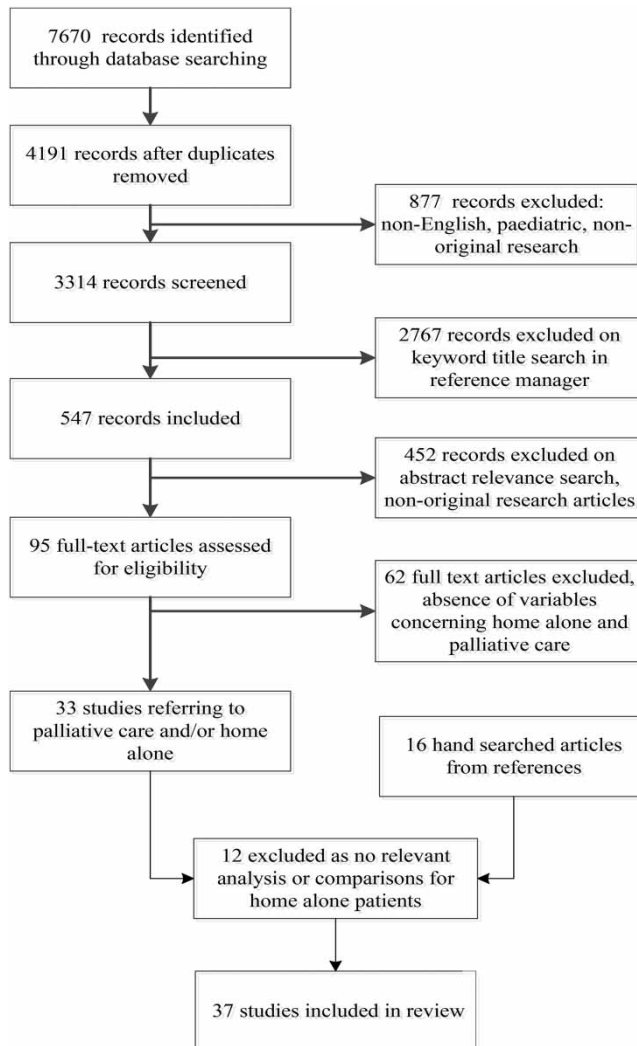 7670 records identified
through database searching
4191 records after duplicates
removed
877 records excluded:
non-English, paediatric, non-
original research
3314 records screened
2767 records excluded on
keyword title search in
reference manager
547 records included
452 records excluded on
abstract relevance search,
non-original research articles
95 full-text articles assessed
for eligibility
62 full text articles excluded,
absence of variables
concerning home alone and
palliative care
33 studies referring to
palliative care and/or home
alone
16 hand searched articles
from references
12 excluded as no relevant
analysis or comparisons for
home alone patients
37 studies included in review